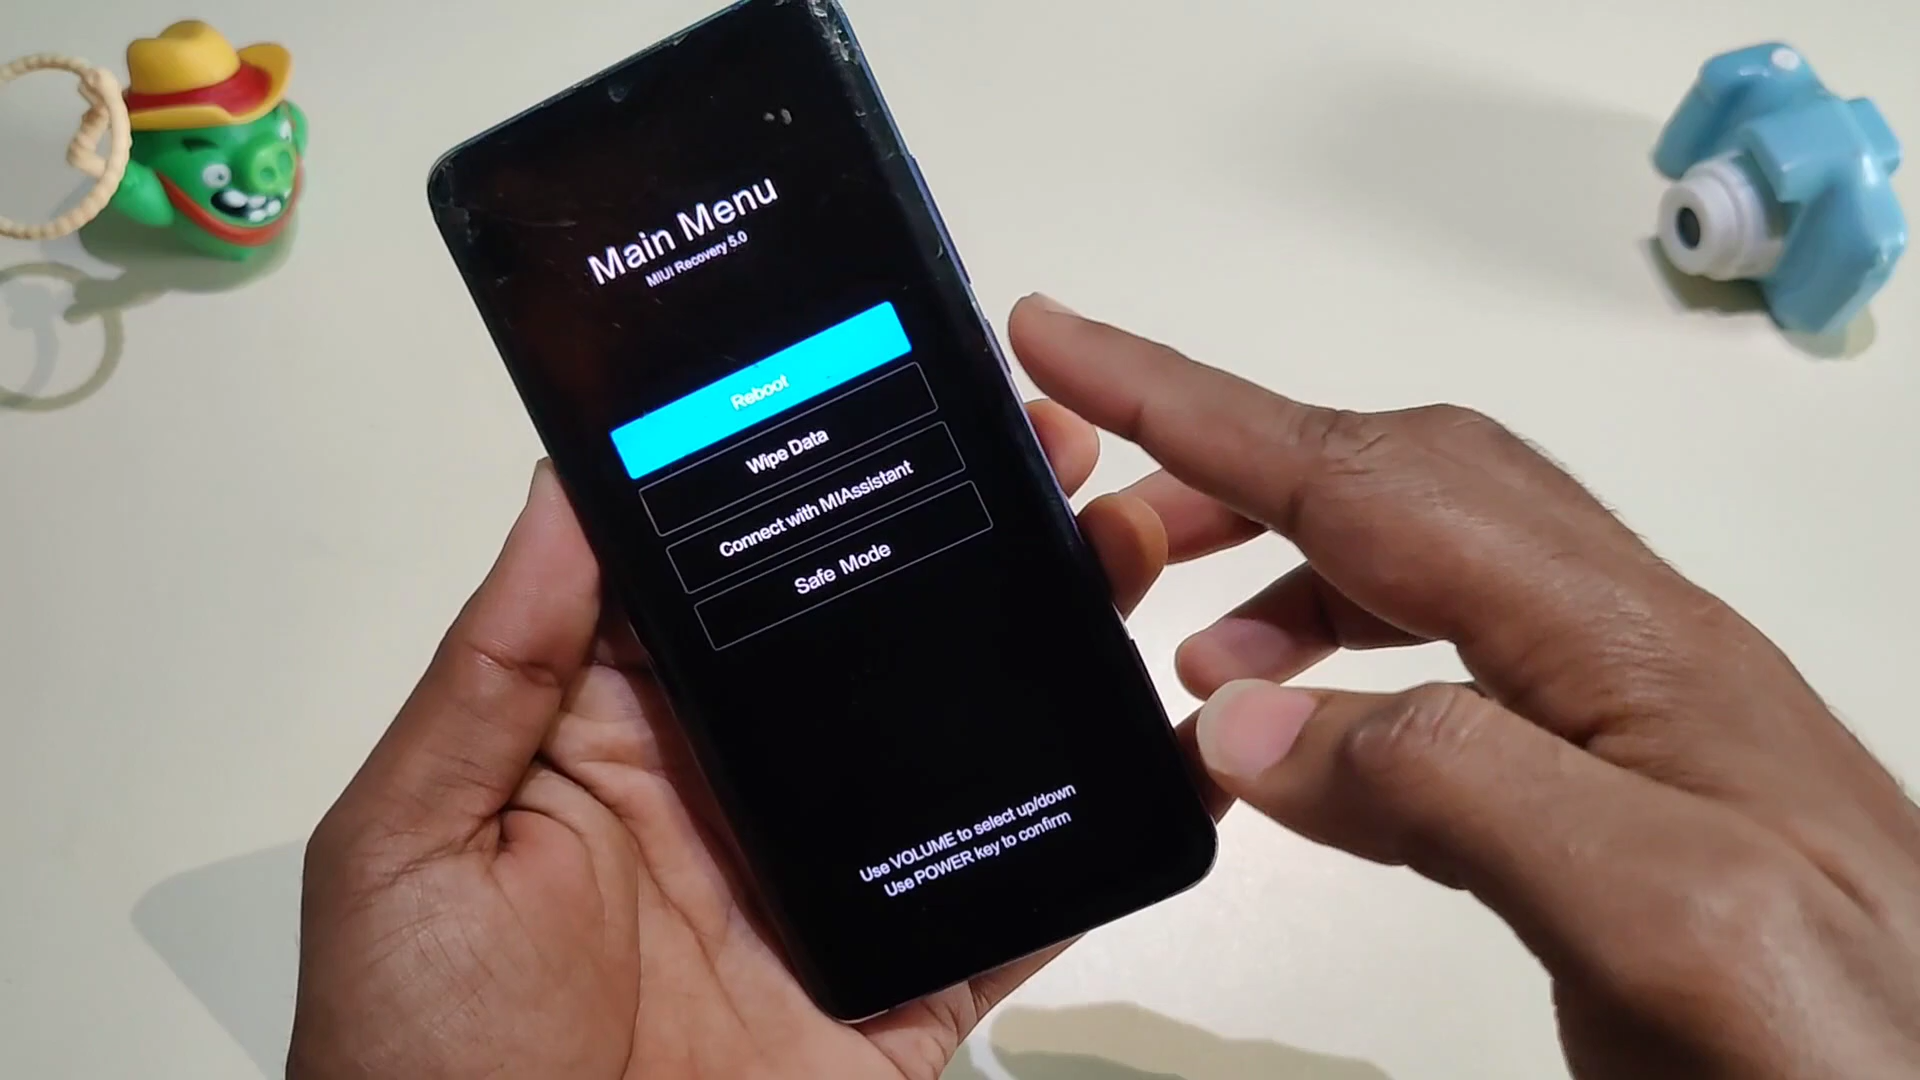 Main Menu
MIUI Recovery 5.0
Reboot
Wipe Data
Connect with MIAssistant
Safe Mode
Use VOLUME to select up/down
Use POWER key to confirm